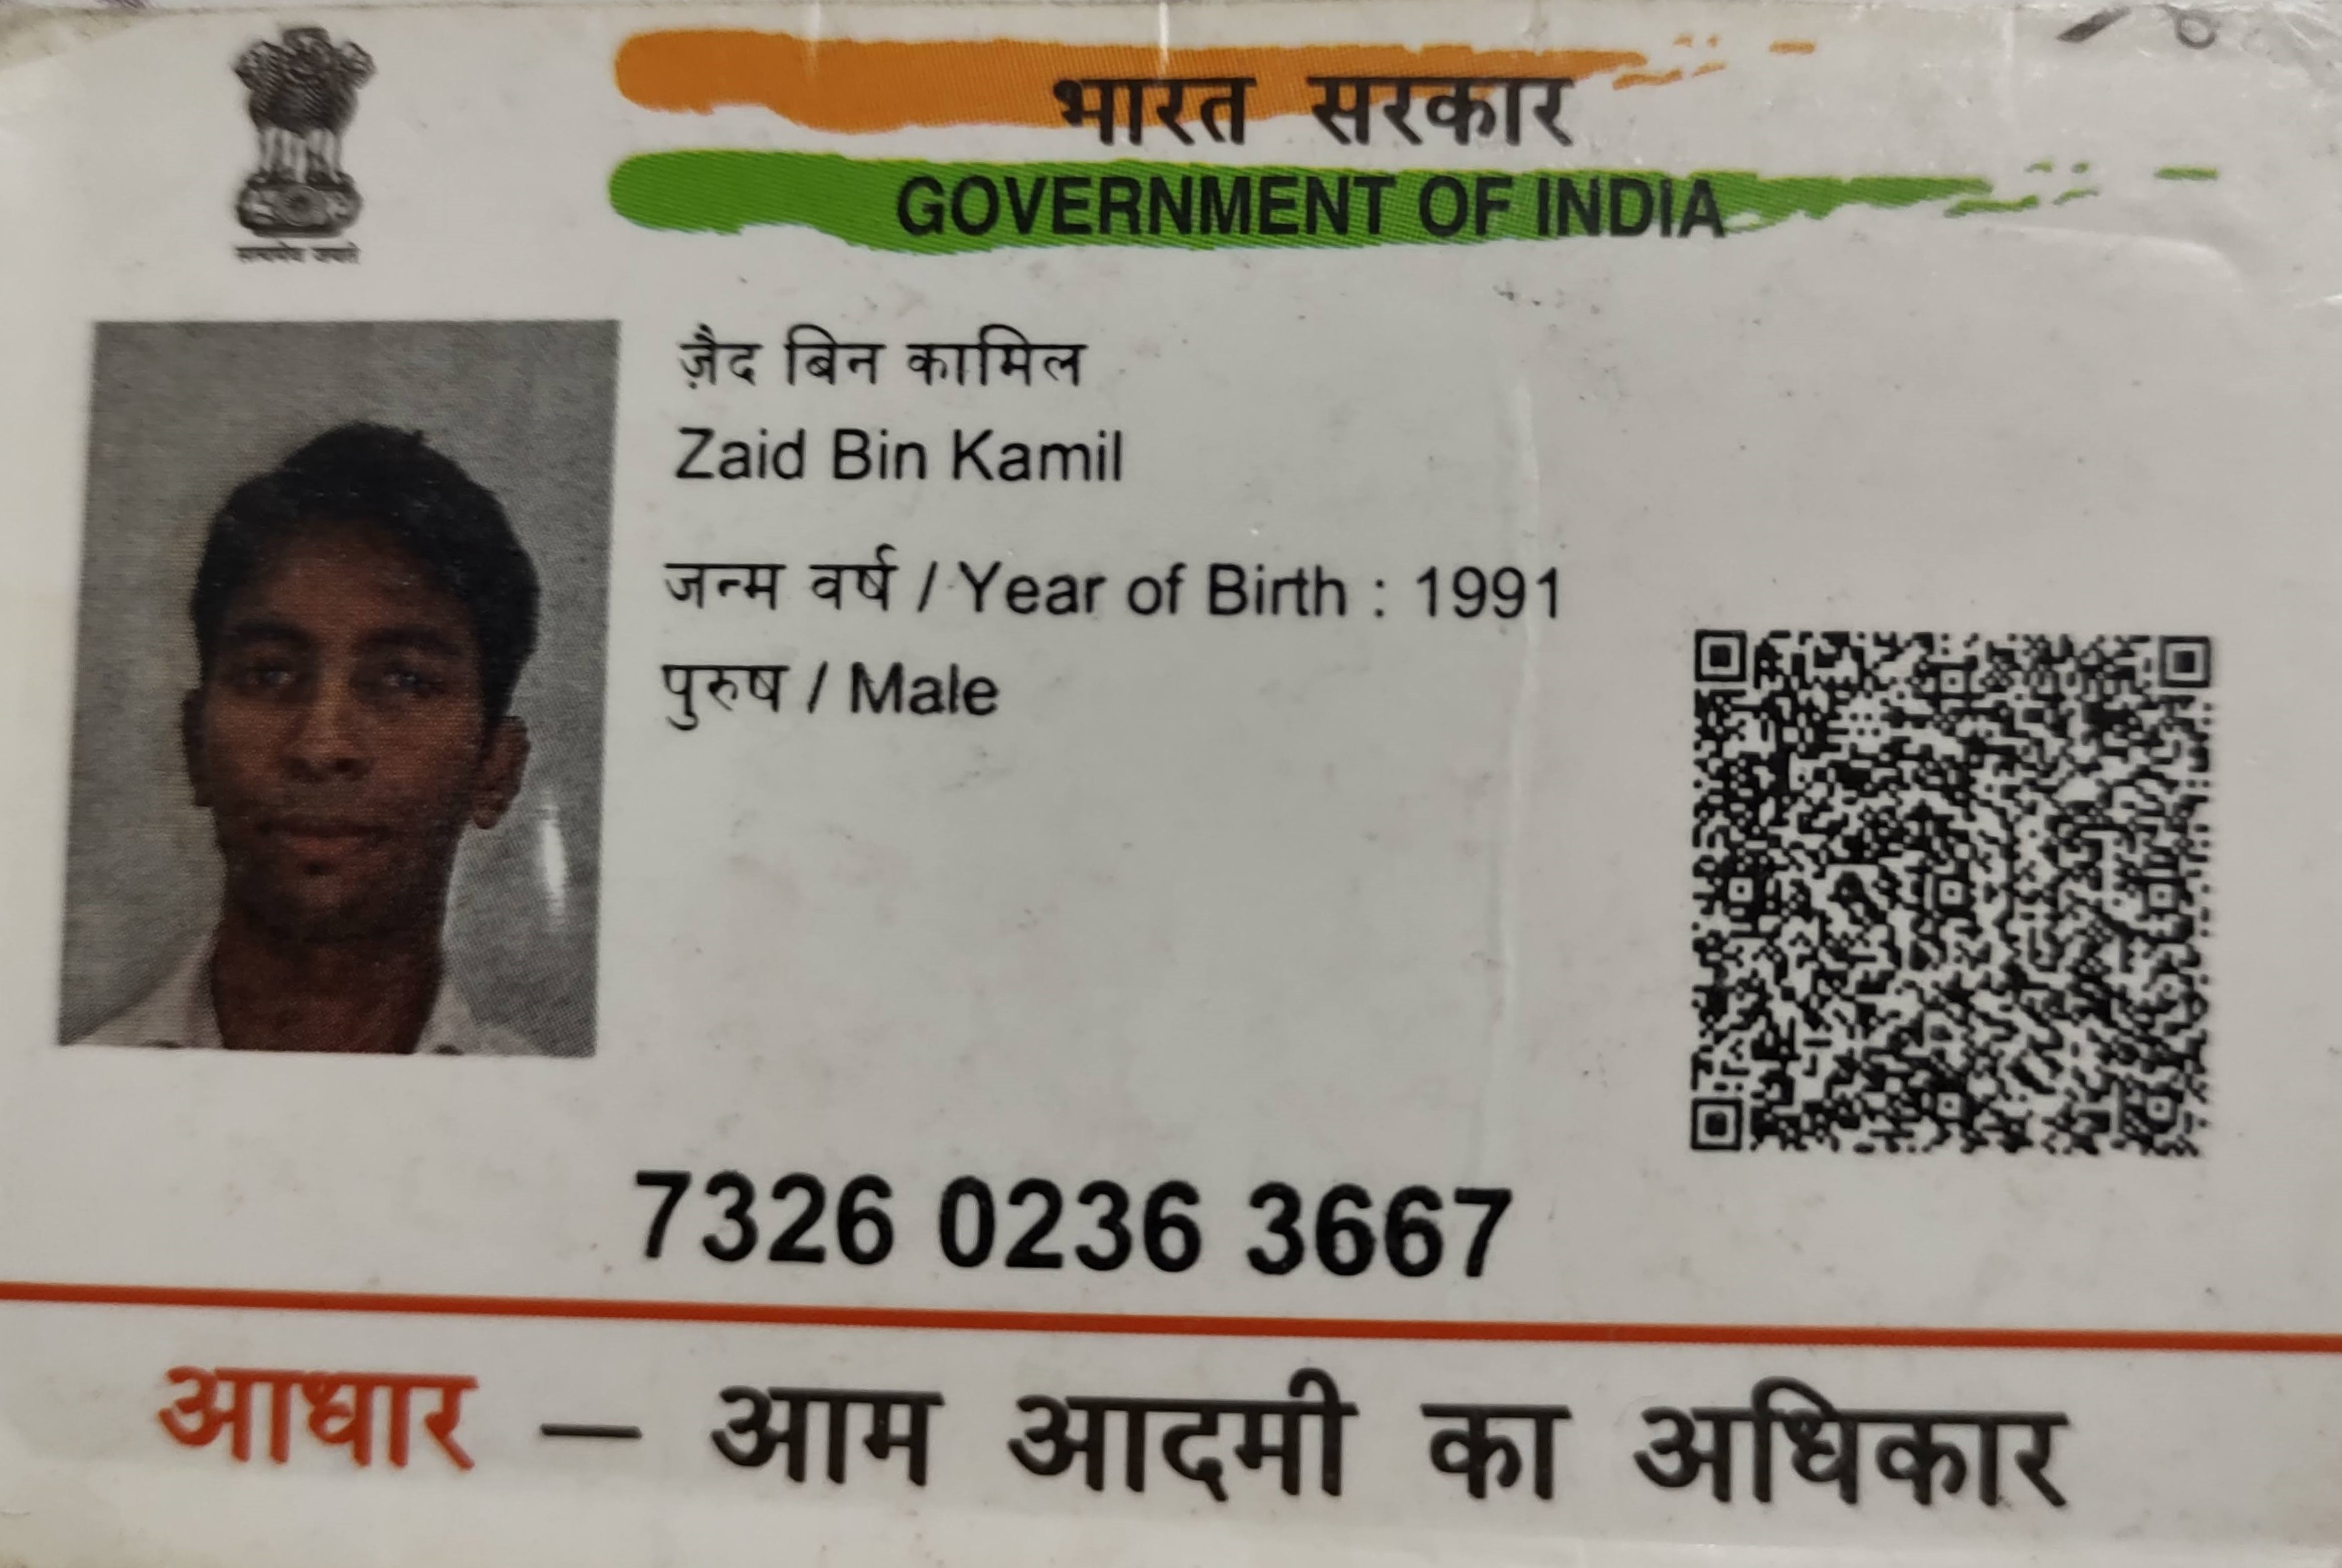 भारत सरकार
GOVERNMENT OF INDIA
सत्यमेव जयते
ज़ैद बिन कामिल
Zaid Bin Kamil
जन्म वर्ष / Year of Birth : 1991
पुरुष / Male
7326 0236 3667
आधार – आम आदमी का अधिकार